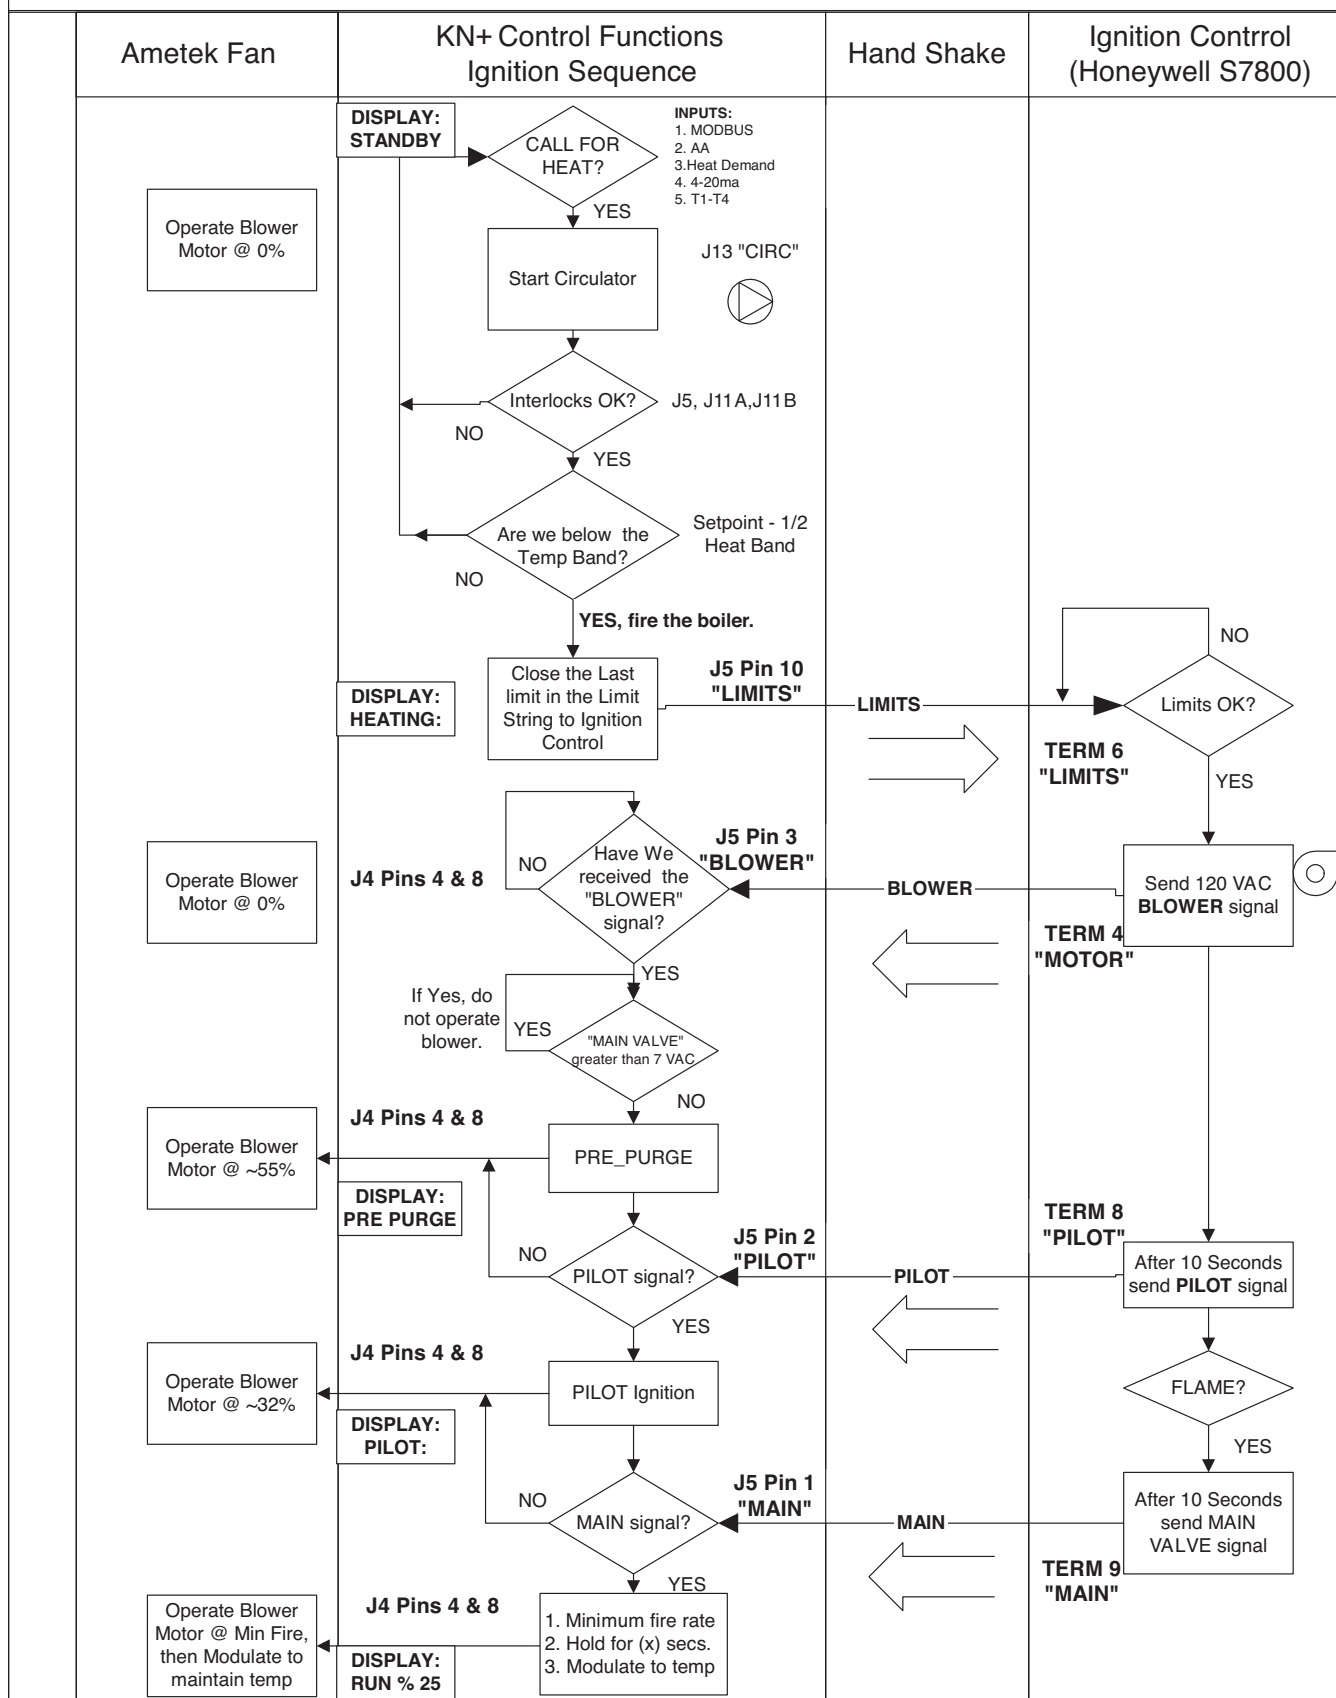 Ametek Fan
KN+ Control Functions
Ignition Sequence
Hand Shake
Ignition Contrrol
(Honeywell S7800)
DISPLAY:
STANDBY
CALL FOR
HEAT?
INPUTS:
1. MODBUS
2. AA
3.Heat Demand
4. 4-20ma
5. T1-T4
YES
Operate Blower
Motor @ 0%
Start Circulator
J13 "CIRC"
Interlocks OK?
J5, J11A,J11B
NO
YES
Are we below the
Temp Band?
Setpoint - 1/2
Heat Band
NO
YES, fire the boiler.
DISPLAY:
HEATING:
Close the Last
limit in the Limit
String to Ignition
Control
J5 Pin 10
"LIMITS"
LIMITS
NO
Limits OK?
TERM 6
"LIMITS"
YES
Operate Blower
Motor @ 0%
J4 Pins 4 & 8
NO
Have We
received the
"BLOWER"
signal?
J5 Pin 3
"BLOWER"
BLOWER
Send 120 VAC
BLOWER signal
TERM 4
"MOTOR"
YES
If Yes, do
not operate
blower.
YES
"MAIN VALVE"
greater than 7 VAC
NO
J4 Pins 4 & 8
Operate Blower
Motor @ ~55%
PRE_PURGE
DISPLAY:
PRE PURGE
NO
PILOT signal?
J5 Pin 2
"PILOT"
PILOT
TERM 8
"PILOT"
After 10 Seconds
send PILOT signal
YES
J4 Pins 4 & 8
Operate Blower
Motor @ ~32%
PILOT Ignition
FLAME?
DISPLAY:
PILOT:
YES
NO
MAIN signal?
J5 Pin 1
"MAIN"
MAIN
After 10 Seconds
send MAIN
VALVE signal
TERM 9
"MAIN"
YES
J4 Pins 4 & 8
Operate Blower
Motor @ Min Fire,
then Modulate to
maintain temp
1. Minimum fire rate
2. Hold for (x) secs.
3. Modulate to temp
DISPLAY:
RUN % 25